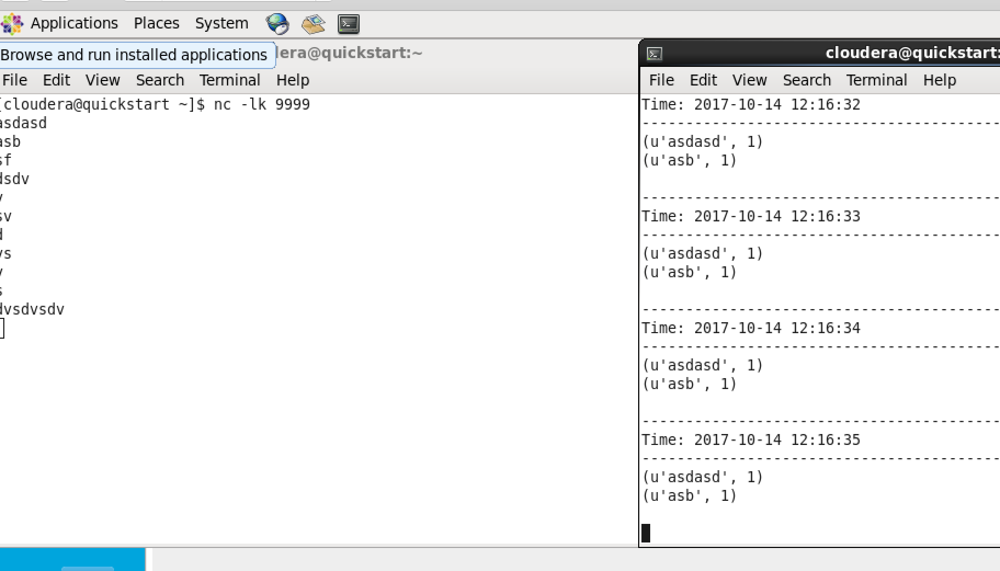 Applications Places System
Browse and run installed applications
dera@quickstart:~
File Edit View Search Terminal Help
[cloudera@quickstart ~]$ nc -lk 9999
asdasd
asb
sf
dsdv
v
sv
d
vs
v
s
dvsdvsdv
cloudera@quickstart:
File Edit View Search Terminal Help
Time: 2017-10-14 12:16:32
-----------------------------------------
(u'asdasd', 1)
(u'asb', 1)
-----------------------------------------
Time: 2017-10-14 12:16:33
-----------------------------------------
(u'asdasd', 1)
(u'asb', 1)
-----------------------------------------
Time: 2017-10-14 12:16:34
-----------------------------------------
(u'asdasd', 1)
(u'asb', 1)
-----------------------------------------
Time: 2017-10-14 12:16:35
-----------------------------------------
(u'asdasd', 1)
(u'asb', 1)